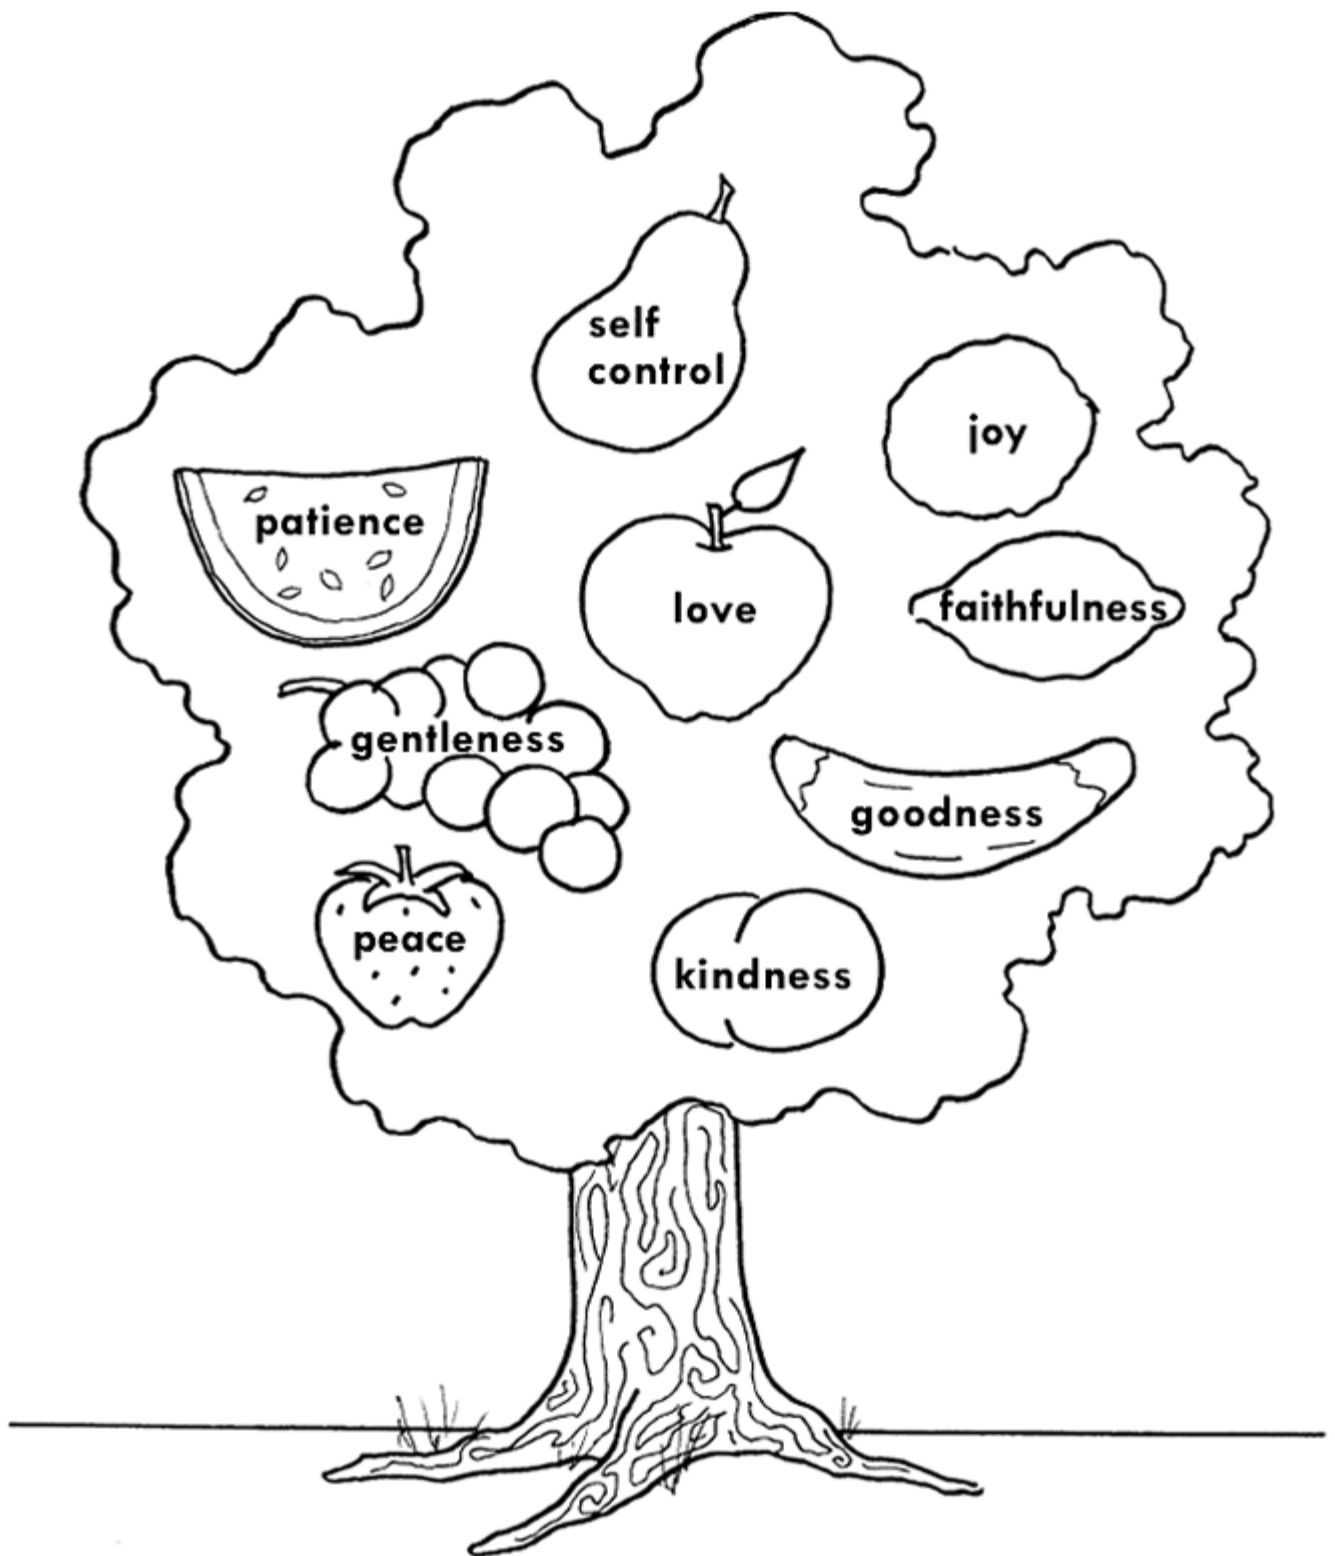 self
control
joy
patience
love
faithfulness
gentleness
goodness
peace
kindness